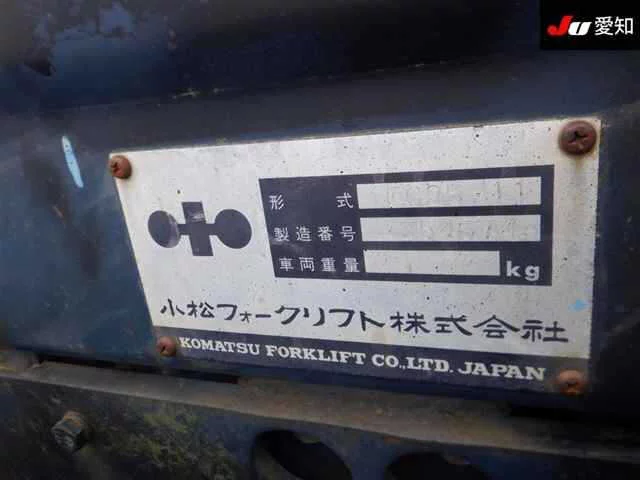 JU 愛知
形式
製造番号
車両重量 kg
小松フォークリフト株式会社
KOMATSU FORKLIFT CO.,LTD. JAPAN